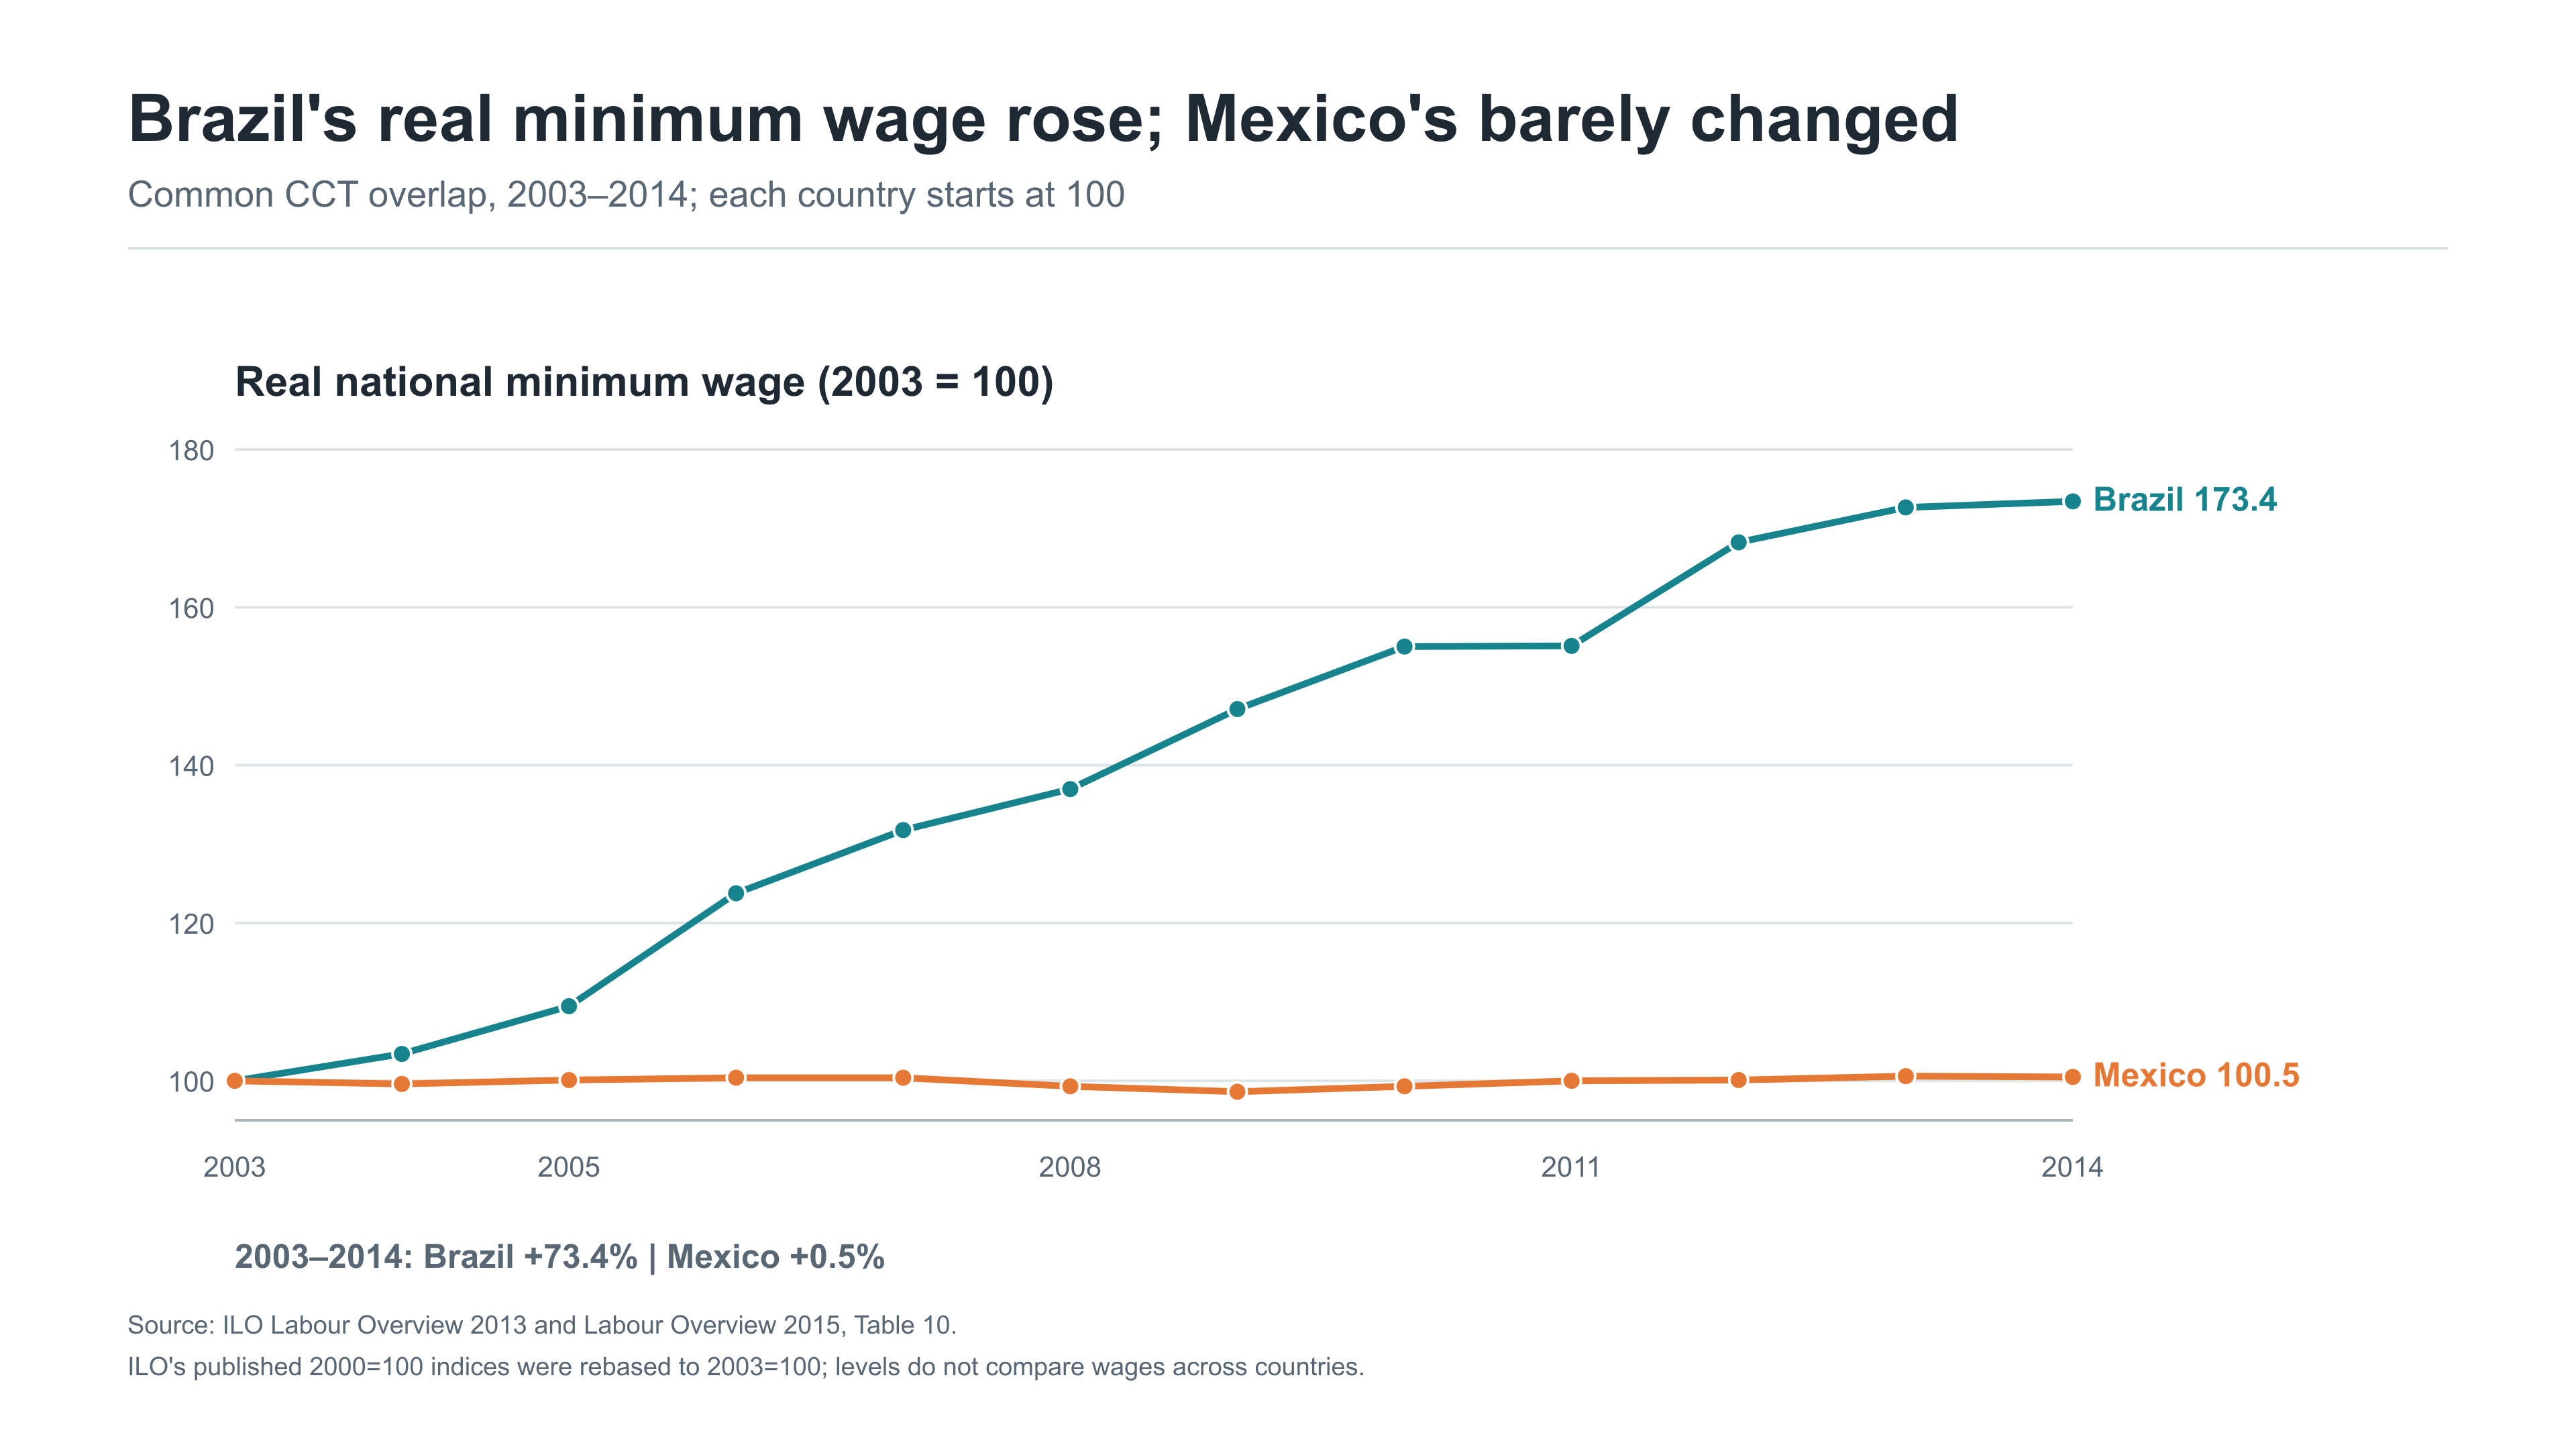 Brazil's real minimum wage rose; Mexico's barely changed
Common CCT overlap, 2003–2014; each country starts at 100
Real national minimum wage (2003 = 100)
180
Brazil 173.4
160
140
120
100
Mexico 100.5
2003 2005 2008 2011 2014
2003–2014: Brazil +73.4% | Mexico +0.5%
Source: ILO Labour Overview 2013 and Labour Overview 2015, Table 10.
ILO's published 2000=100 indices were rebased to 2003=100; levels do not compare wages across countries.